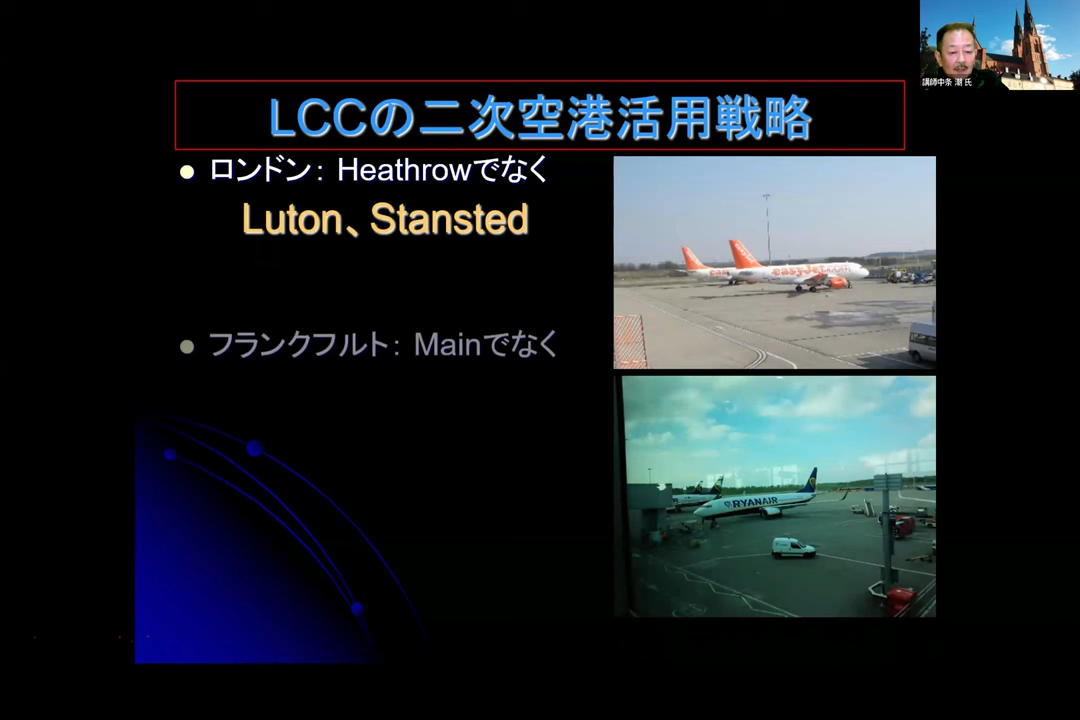 講師中条 潮 氏
LCCの二次空港活用戦略
● ロンドン： Heathrowでなく
Luton、Stansted
● フランクフルト： Mainでなく
easyJet.com
easy
RYANAIR